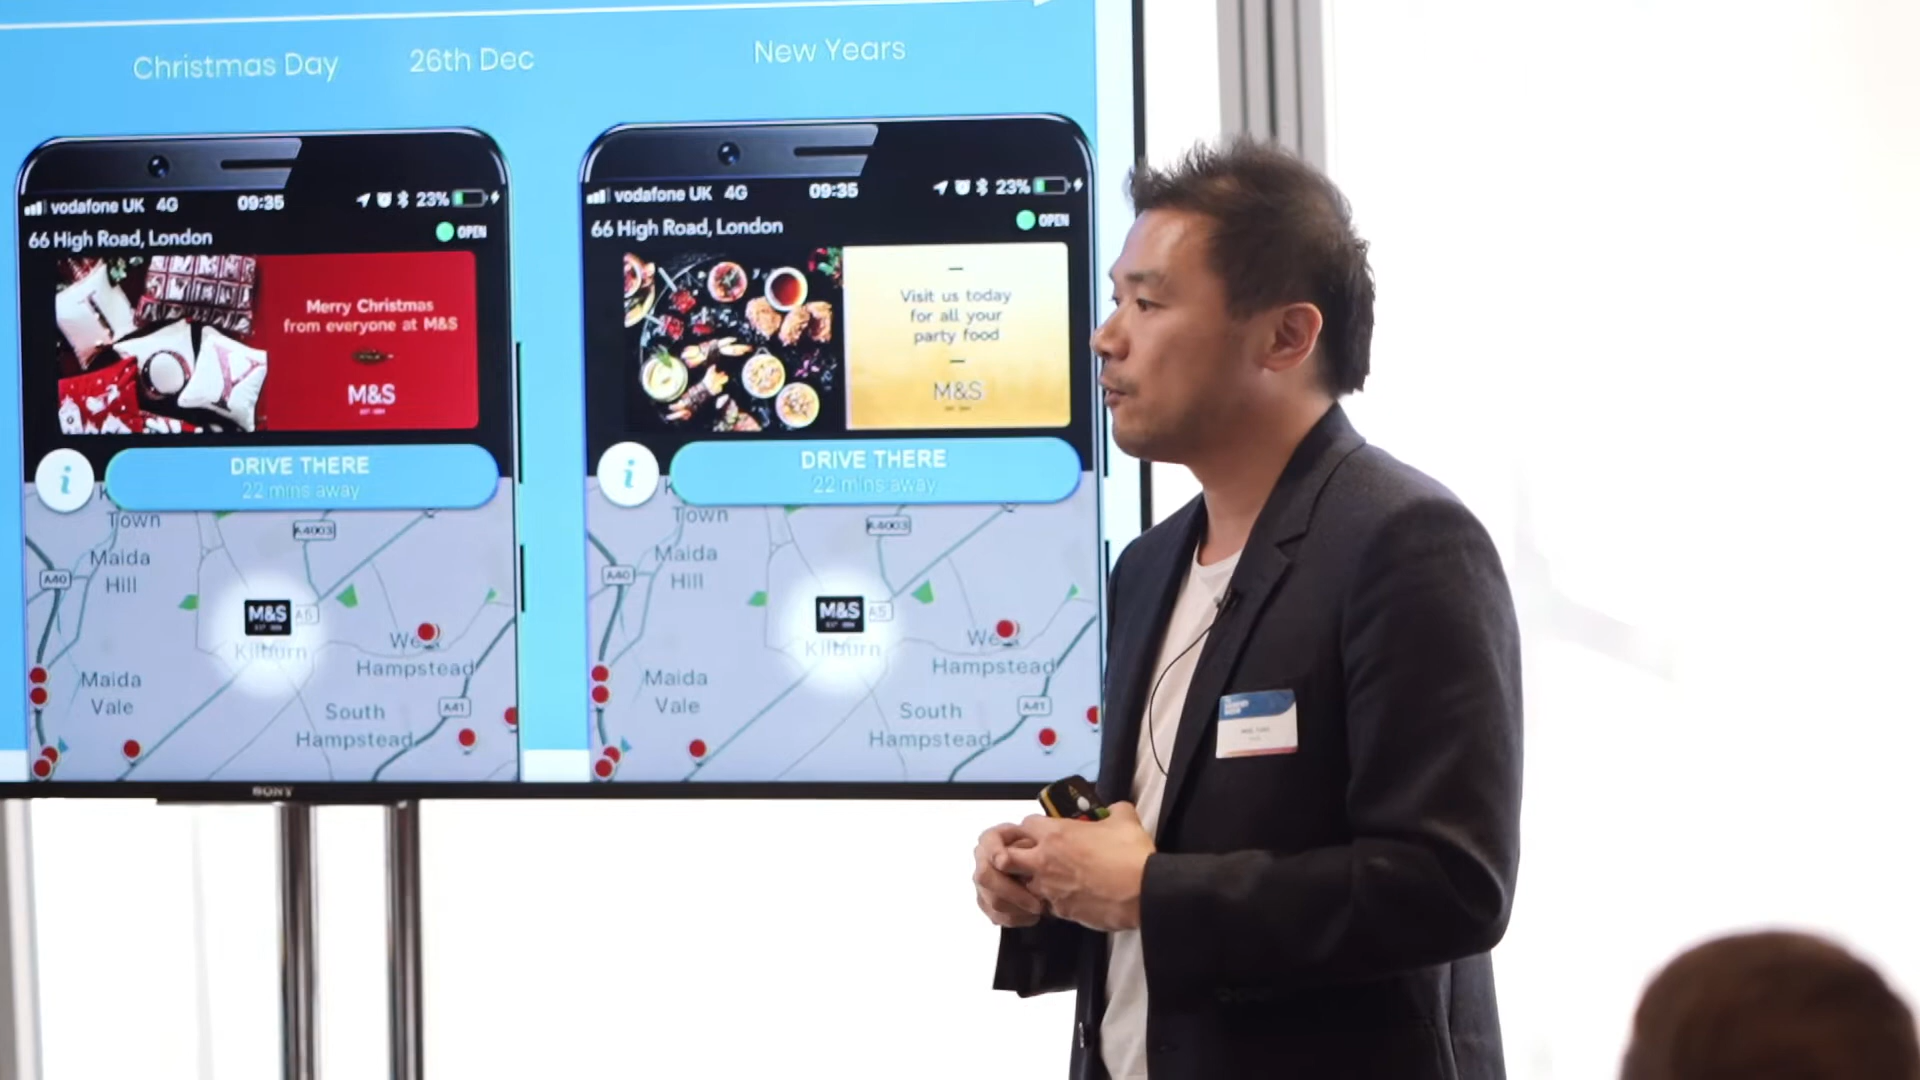 Christmas Day
26th Dec
New Years
vodafone UK 4G 09:35 23%
66 High Road, London OPEN
Merry Christmas
from everyone at M&S
M&S
i
DRIVE THERE
22 mins away
Town
A4003
Maida
Hill
A40
M&S
A5
Kilburn
West
Hampstead
Maida
Vale
South
Hampstead
A41
vodafone UK 4G 09:35 23%
66 High Road, London OPEN
Visit us today
for all your
party food
M&S
i
DRIVE THERE
22 mins away
Town
A4003
Maida
Hill
A40
M&S
A5
Kilburn
We
Hampstead
Maida
Vale
South
Hampstead
A41
SONY